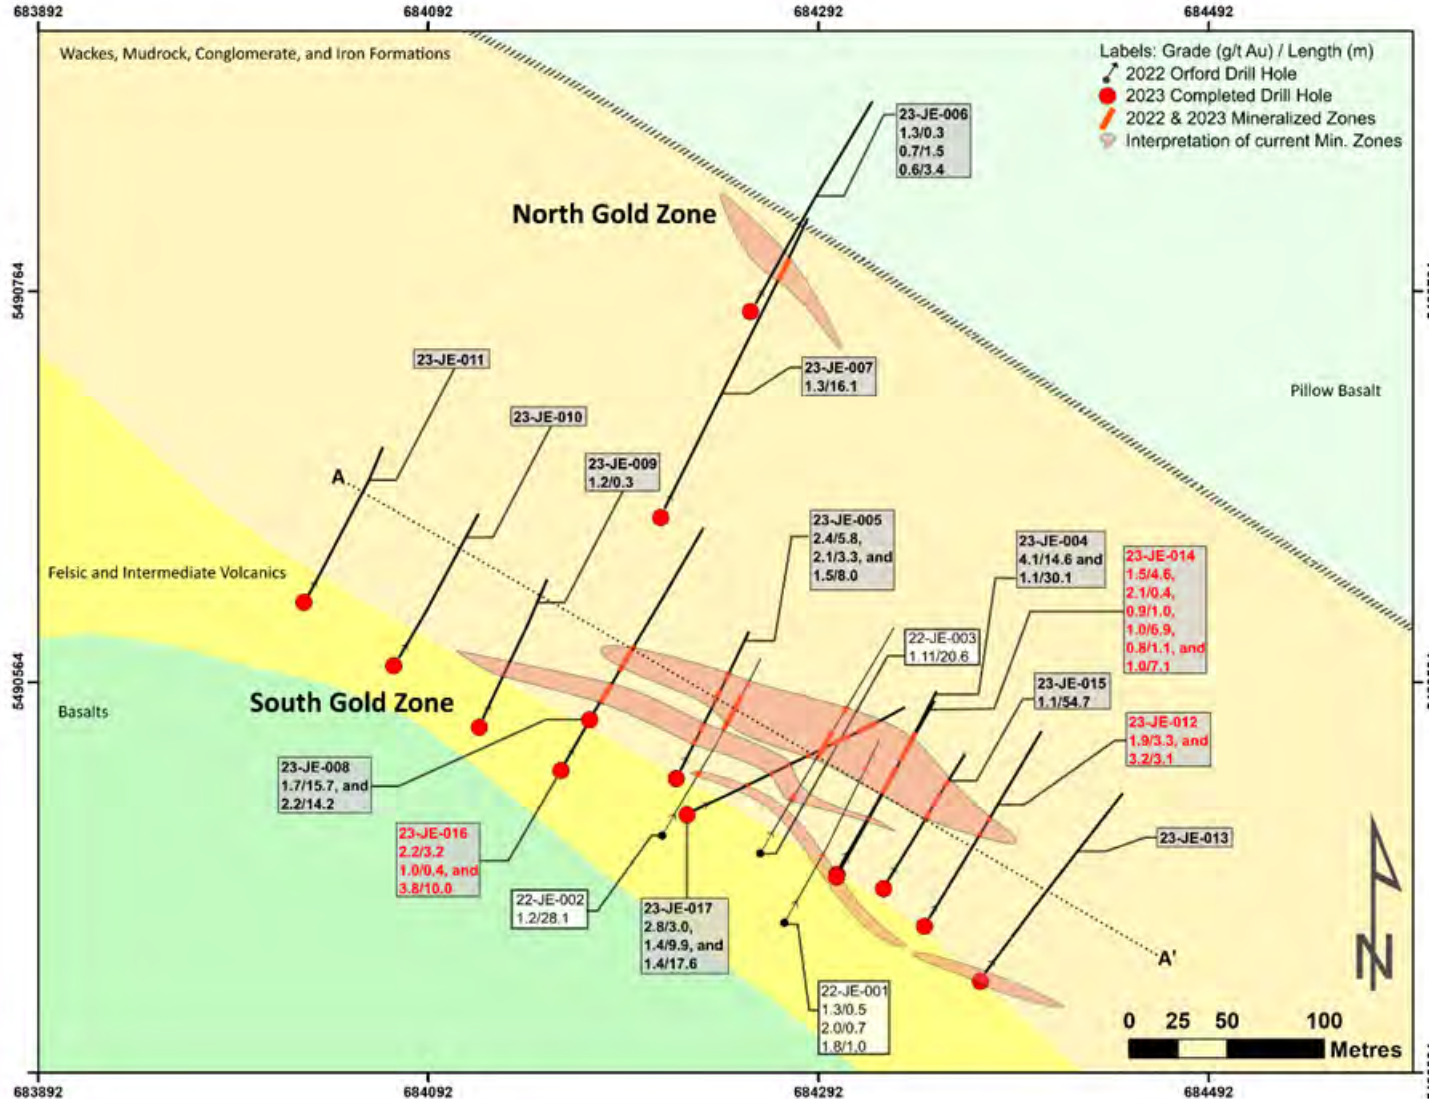 683892
684092
684292
684492
Wackes, Mudrock, Conglomerate, and Iron Formations
Labels: Grade (g/t Au) / Length (m)
2022 Orford Drill Hole
2023 Completed Drill Hole
2022 & 2023 Mineralized Zones
Interpretation of current Min. Zones
23-JE-006
1.3/0.3
0.7/1.5
0.6/3.4
North Gold Zone
5490764
23-JE-011
23-JE-007
1.3/16.1
Pillow Basalt
23-JE-010
23-JE-009
1.2/0.3
A
23-JE-005
2.4/5.8,
2.1/3.3, and
1.5/8.0
23-JE-004
4.1/14.6 and
1.1/30.1
23-JE-014
1.5/4.6,
2.1/0.4,
0.9/1.0,
1.0/6.9,
0.8/1.1, and
1.0/7.1
Felsic and Intermediate Volcanics
22-JE-003
1.11/20.6
5490564
23-JE-015
1.1/54.7
South Gold Zone
Basalts
23-JE-012
1.9/3.3, and
3.2/3.1
23-JE-008
1.7/15.7, and
2.2/14.2
23-JE-016
2.2/3.2
1.0/0.4, and
3.8/10.0
23-JE-013
22-JE-002
1.2/28.1
23-JE-017
2.8/3.0,
1.4/9.9, and
1.4/17.6
A'
N
22-JE-001
1.3/0.5
2.0/0.7
1.8/1.0
0 25 50 100
Metres
683892
684092
684292
684492